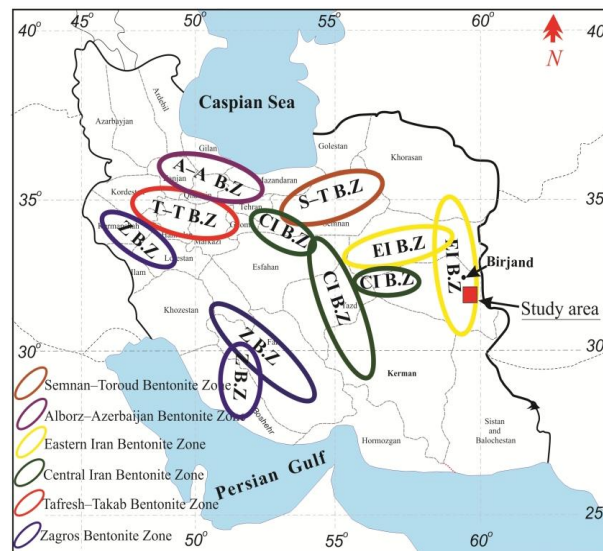 45° 50° 55° 60°
40° 40°
N
Caspian Sea
Ardebil
Azarbayjan
Gilan
Golestan
Khorasan
Zanjan
Mazandaran
A–A B.Z
35° 35°
Kordestan
S–T B.Z
Tehran
T–T B.Z
Semnan
Markazi
CI B.Z
EI B.Z
EI B.Z
Z B.Z
Lorestan
Esfahan
Birjand
Ilam
CI B.Z
CI B.Z
Yazd
Study area
Khozestan
Z B.Z
Fars
30° 30°
Z B.Z
Kerman
Semnan–Toroud Bentonite Zone
Boshehr
Alborz–Azerbaijan Bentonite Zone
Sistan and
Balochestan
Hormozgan
Eastern Iran Bentonite Zone
Persian Gulf
Central Iran Bentonite Zone
Tafresh–Takab Bentonite Zone
25°
Zagros Bentonite Zone
50° 55° 60°